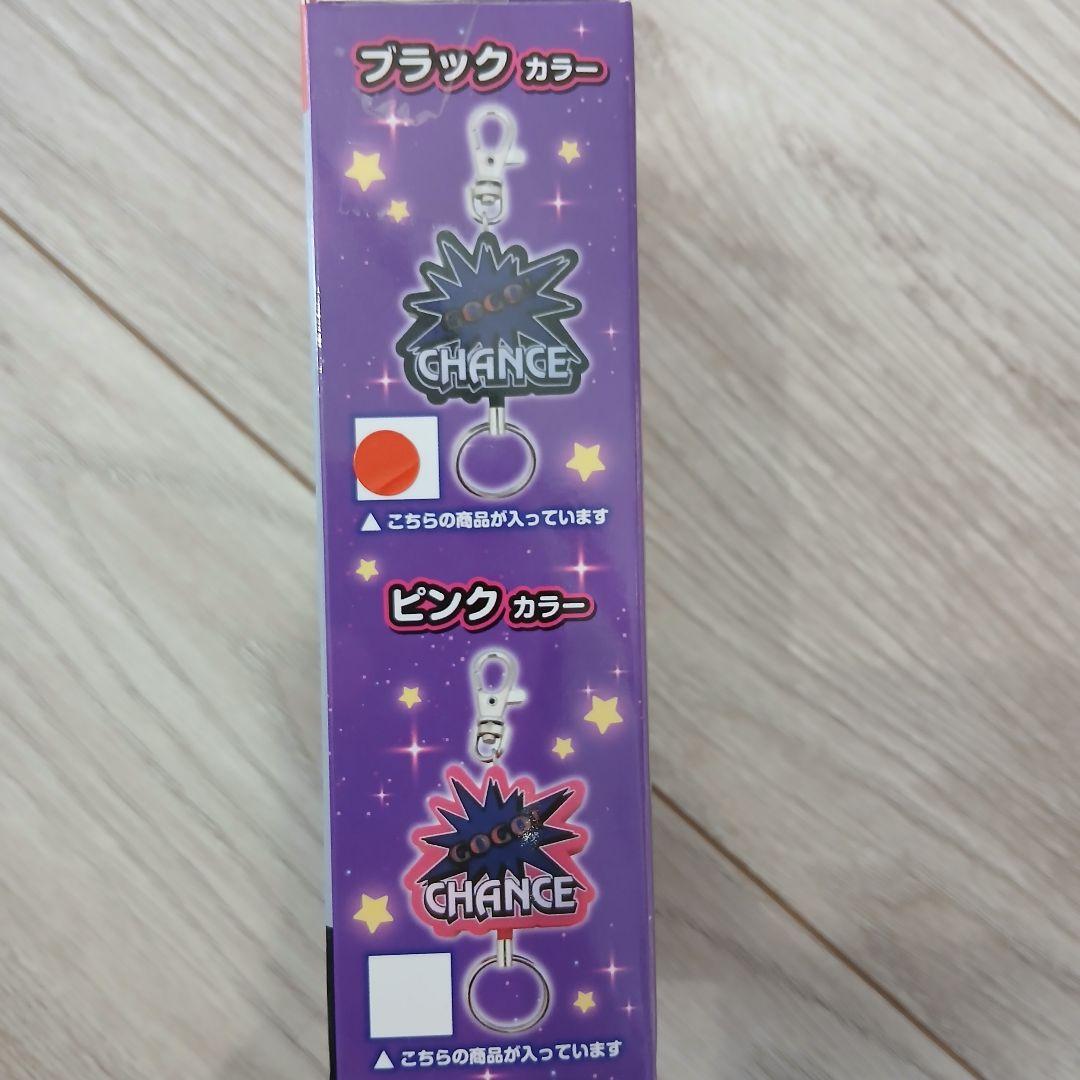 ブラック カラー
GOGO!
CHANCE
▲ こちらの商品が入っています
ピンク カラー
GOGO!
CHANCE
▲ こちらの商品が入っています